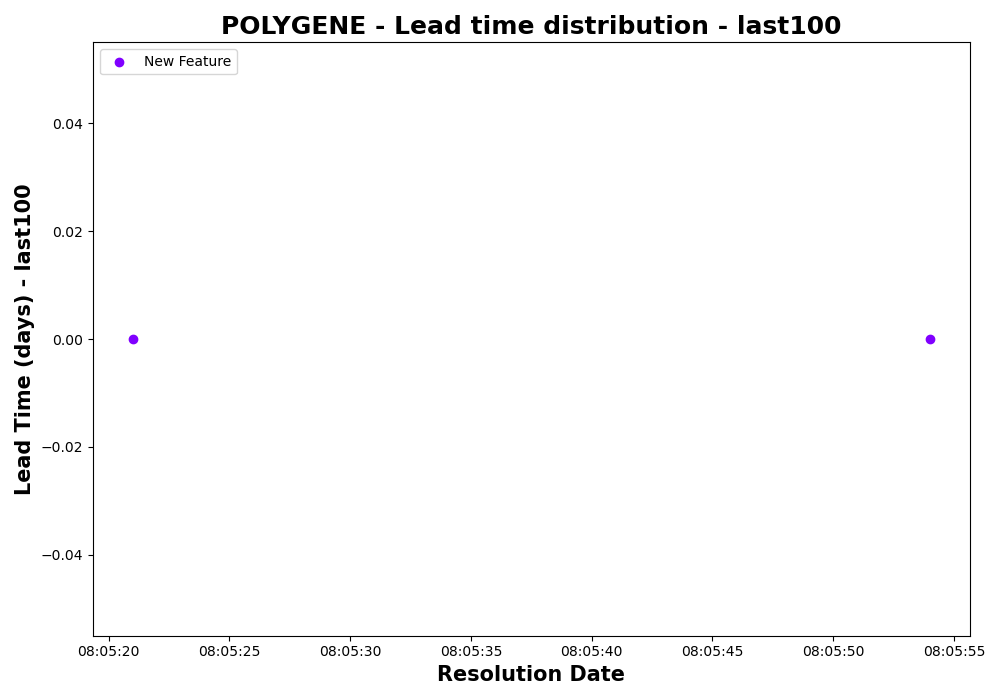 POLYGENE - Lead time distribution - last100
New Feature
Lead Time (days) - last100
0.04
0.02
0.00
−0.02
−0.04
08:05:20 08:05:25 08:05:30 08:05:35 08:05:40 08:05:45 08:05:50 08:05:55
Resolution Date